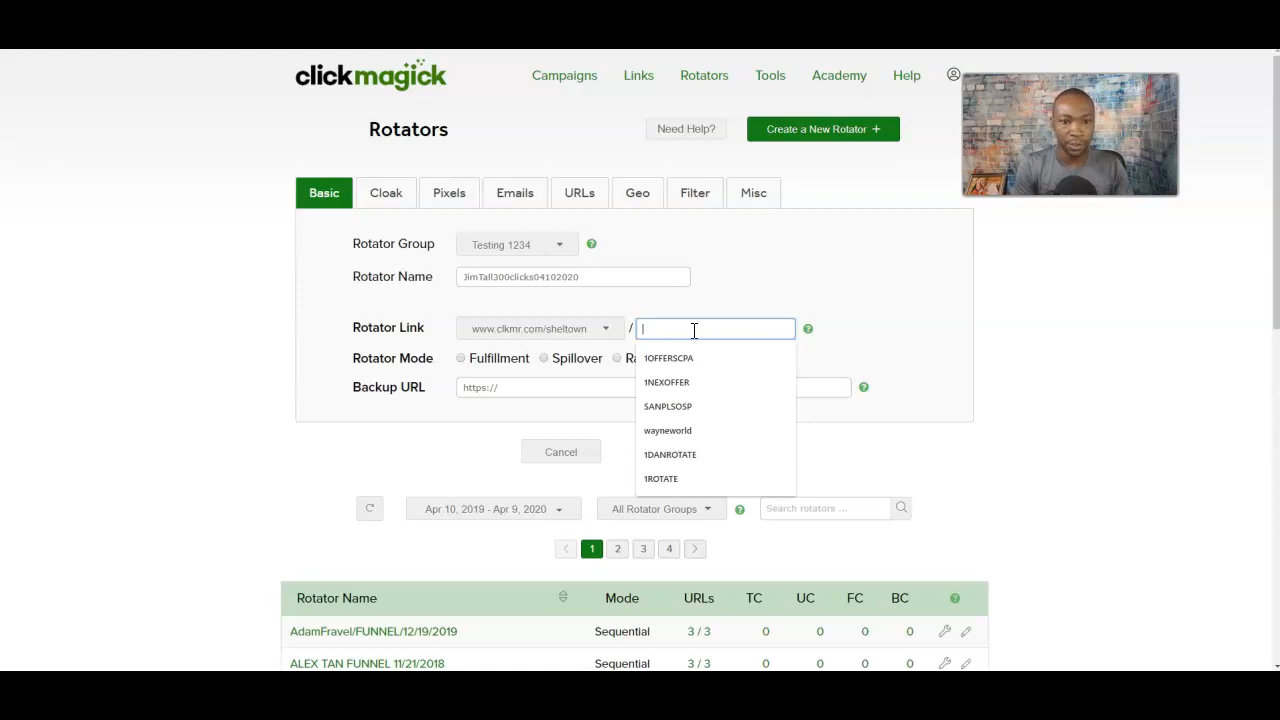 clickmagick
Campaigns Links Rotators Tools Academy Help
Rotators
Need Help?
Create a New Rotator +
Basic Cloak Pixels Emails URLs Geo Filter Misc
Rotator Group Testing 1234 ?
Rotator Name JimTall300clicks04102020
Rotator Link www.clkmr.com/sheltown / ?
Rotator Mode Fulfillment Spillover Ra
Backup URL https:// ?
1OFFERSCPA
1NEXOFFER
SANPLSOSP
wayneworld
1DANROTATE
1ROTATE
Cancel
Apr 10, 2019 - Apr 9, 2020 All Rotator Groups ? Search rotators ...
< 1 2 3 4 >
Rotator Name Mode URLs TC UC FC BC ?
AdamFravel/FUNNEL/12/19/2019 Sequential 3 / 3 0 0 0 0
ALEX TAN FUNNEL 11/21/2018 Sequential 3 / 3 0 0 0 0